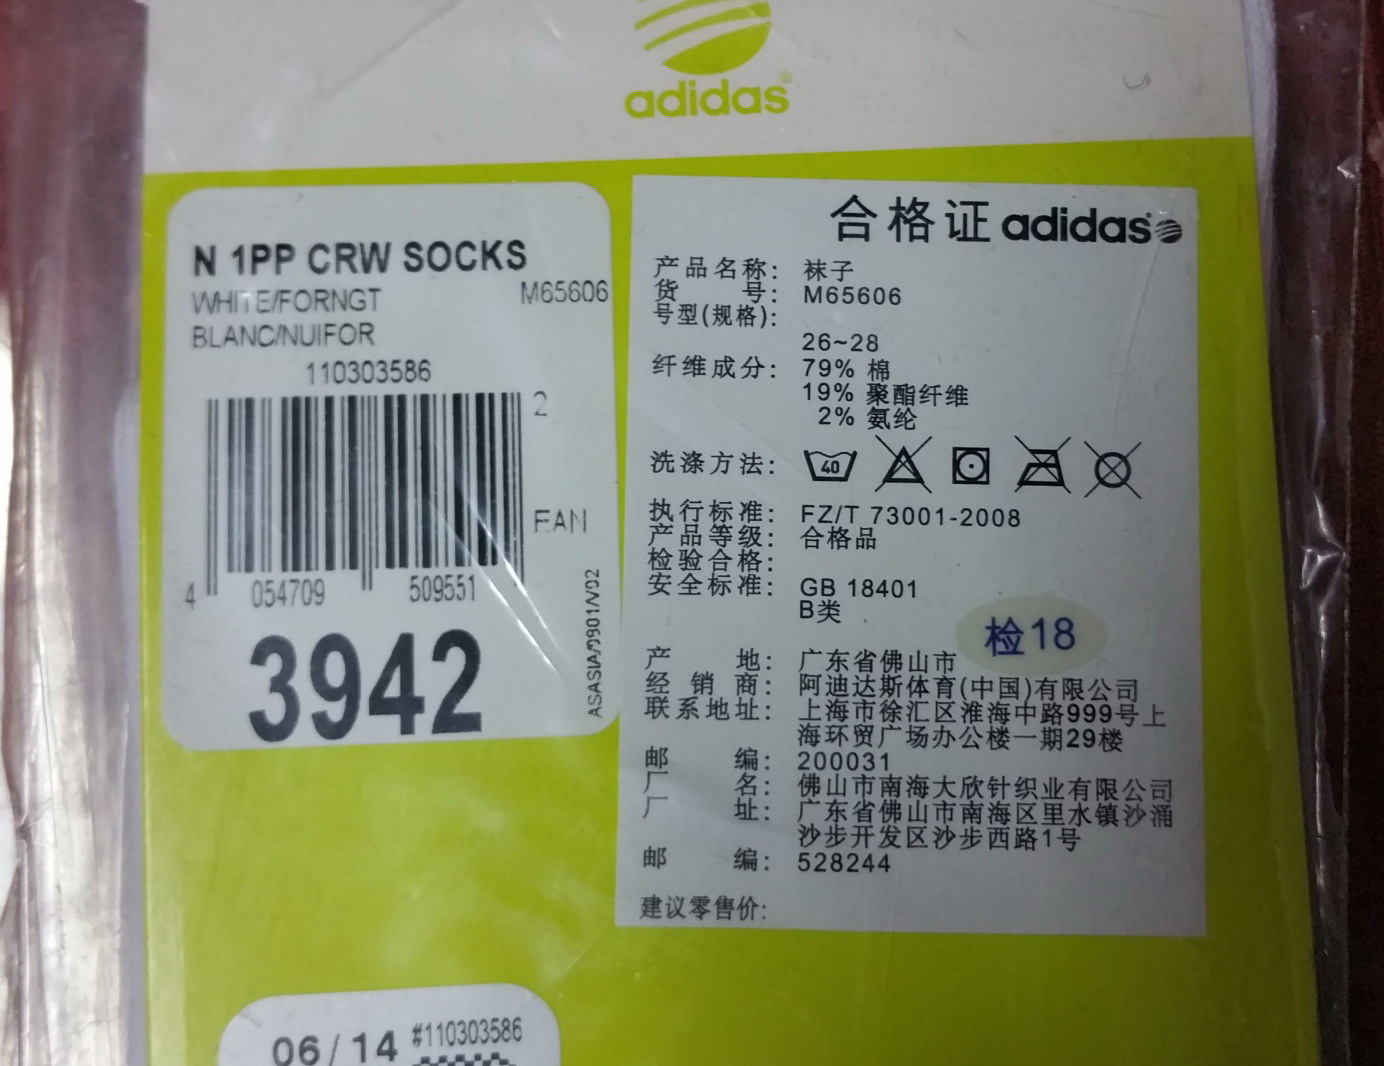 adidas®
N 1PP CRW SOCKS
WHITE/FORNGT M65606
BLANC/NUIFOR
110303586
2
EAN
4 054709 509551
3942
ASASIA/0901/V02
合格证 adidas
产品名称: 袜子
货 号: M65606
号型(规格):
26~28
纤维成分: 79% 棉
19% 聚酯纤维
2% 氨纶
洗涤方法: 40
执行标准: FZ/T 73001-2008
产品等级: 合格品
检验合格:
安全标准: GB 18401
B类
检18
产 地: 广东省佛山市
经 销 商: 阿迪达斯体育(中国)有限公司
联系地址: 上海市徐汇区淮海中路999号上
海环贸广场办公楼一期29楼
邮 编: 200031
厂 名: 佛山市南海大欣针织业有限公司
厂 址: 广东省佛山市南海区里水镇沙涌
沙步开发区沙步西路1号
邮 编: 528244
建议零售价:
06/14 #110303586